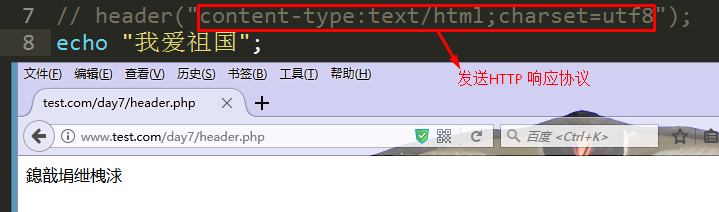 7 // header("content-type:text/html;charset=utf8");
8 echo "我爱祖国";
发送HTTP 响应协议
文件(F) 编辑(E) 查看(V) 历史(S) 书签(B) 工具(T) 帮助(H)
test.com/day7/header.php × +
www.test.com/day7/header.php 百度 <Ctrl+K>
鎴戠埍绁栧浗